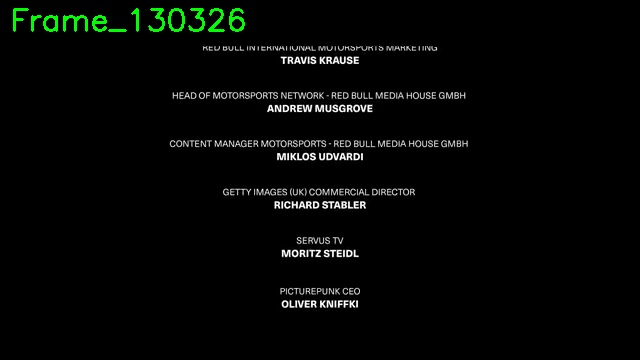 Frame_130326
RED BULL INTERNATIONAL MOTORSPORTS MARKETING
TRAVIS KRAUSE
HEAD OF MOTORSPORTS NETWORK - RED BULL MEDIA HOUSE GMBH
ANDREW MUSGROVE
CONTENT MANAGER MOTORSPORTS - RED BULL MEDIA HOUSE GMBH
MIKLOS UDVARDI
GETTY IMAGES (UK) COMMERCIAL DIRECTOR
RICHARD STABLER
SERVUS TV
MORITZ STEIDL
PICTUREPUNK CEO
OLIVER KNIFFKI